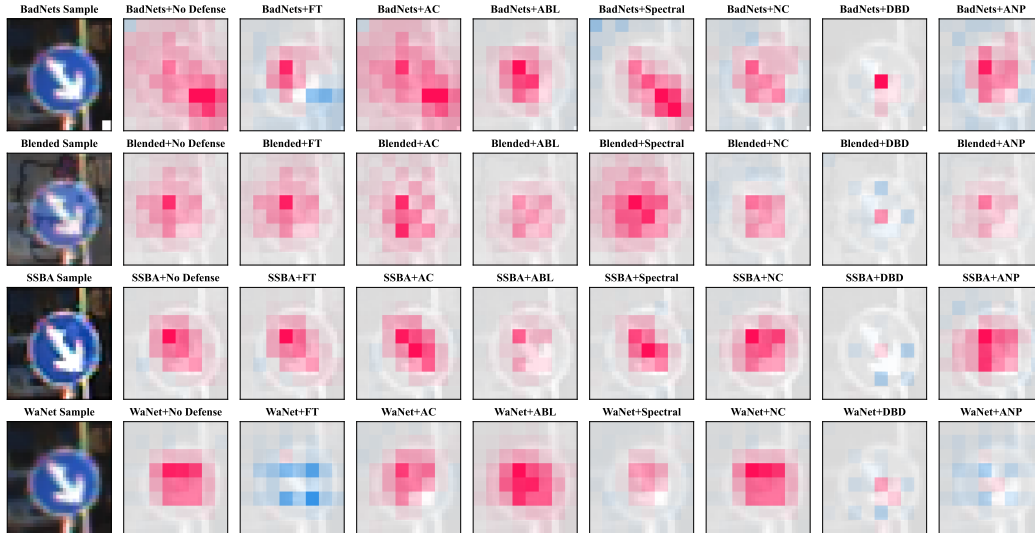 BadNets Sample BadNets+No Defense BadNets+FT BadNets+AC BadNets+ABL BadNets+Spectral BadNets+NC BadNets+DBD BadNets+ANP
Blended Sample Blended+No Defense Blended+FT Blended+AC Blended+ABL Blended+Spectral Blended+NC Blended+DBD Blended+ANP
SSBA Sample SSBA+No Defense SSBA+FT SSBA+AC SSBA+ABL SSBA+Spectral SSBA+NC SSBA+DBD SSBA+ANP
WaNet Sample WaNet+No Defense WaNet+FT WaNet+AC WaNet+ABL WaNet+Spectral WaNet+NC WaNet+DBD WaNet+ANP